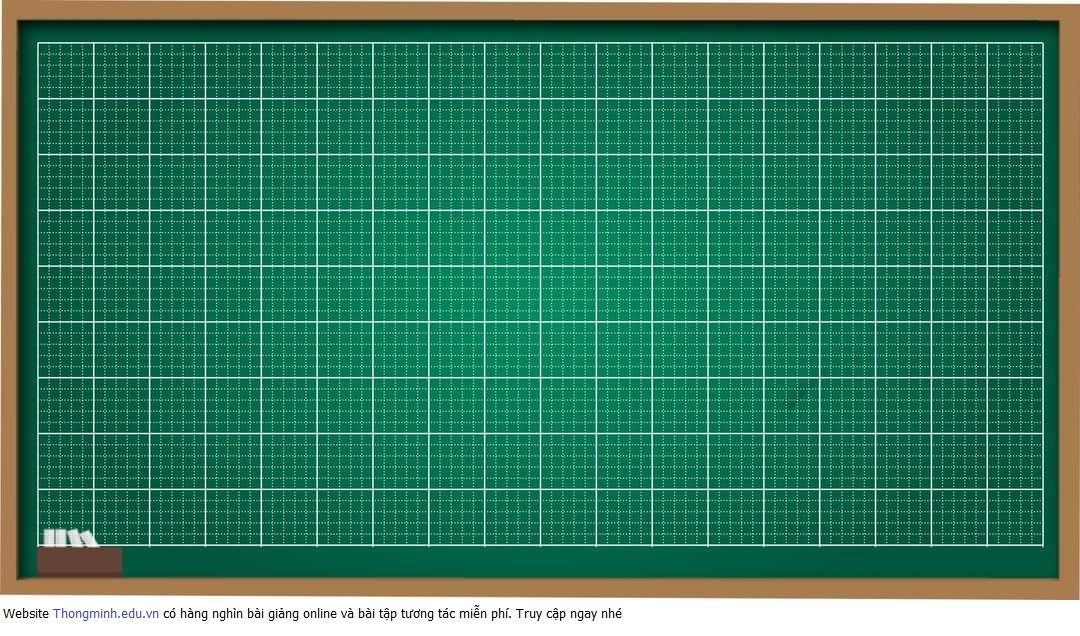 Website Thongminh.edu.vn có hàng nghìn bài giảng online và bài tập tương tác miễn phí. Truy cập ngay nhé